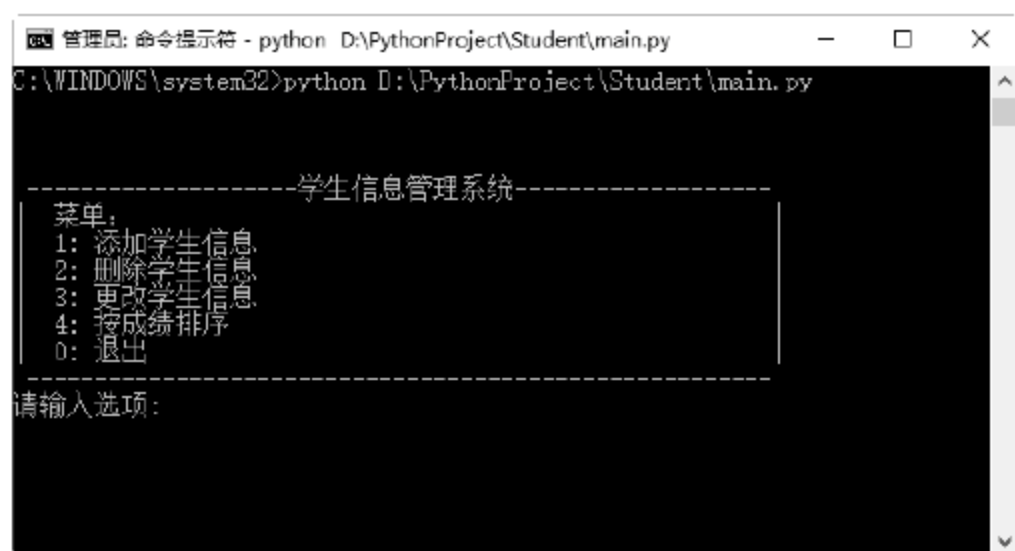 管理员: 命令提示符 - python D:\PythonProject\Student\main.py
C:\WINDOWS\system32>python D:\PythonProject\Student\main.py
--------------------学生信息管理系统-------------------
菜单:
1: 添加学生信息
2: 删除学生信息
3: 更改学生信息
4: 按成绩排序
0: 退出
-------------------------------------------------------
请输入选项: